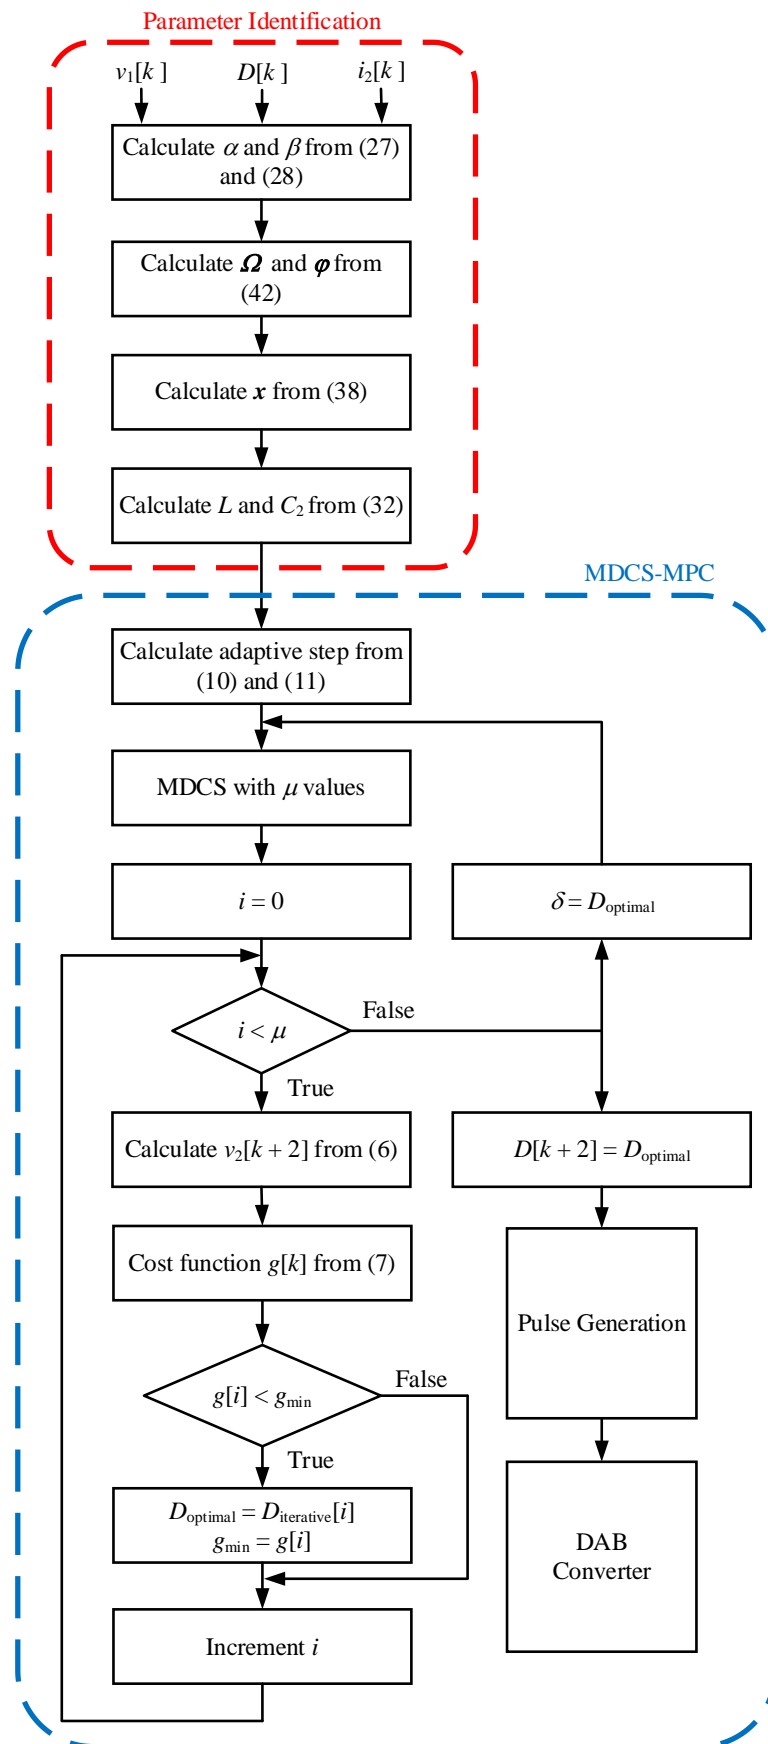 Parameter Identification
v₁[k] D[k] i₂[k]
Calculate α and β from (27)
and (28)
Calculate Ω and φ from
(42)
Calculate x from (38)
Calculate L and C₂ from (32)
MDCS-MPC
Calculate adaptive step from
(10) and (11)
MDCS with μ values
i = 0
δ = Doptimal
i < μ
False
True
Calculate v₂[k + 2] from (6)
D[k + 2] = Doptimal
Cost function g[k] from (7)
Pulse Generation
g[i] < gmin
False
True
Doptimal = Diterative[i]
gmin = g[i]
DAB
Converter
Increment i